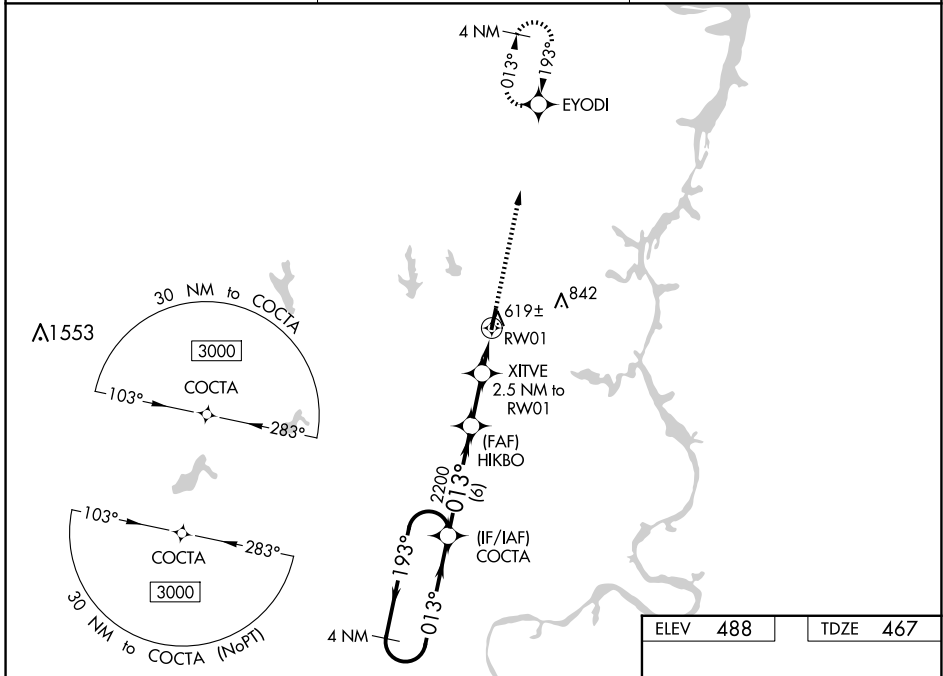 4 NM
013°
193°
EYODI
30 NM to COCTA
1553
3000
COCTA
103°
283°
619±
842
RW01
XITVE
2.5 NM to
RW01
(FAF)
HIKBO
2200
013°
(6)
(IF/IAF)
COCTA
193°
013°
4 NM
103°
283°
COCTA
3000
30 NM to COCTA (NoPT)
ELEV 488
TDZE 467